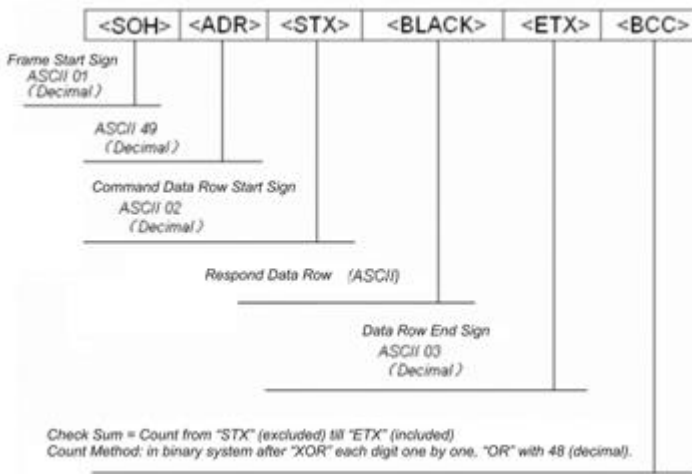 <SOH> <ADR> <STX> <BLACK> <ETX> <BCC>
Frame Start Sign
ASCII 01
(Decimal)
ASCII 49
(Decimal)
Command Data Row Start Sign
ASCII 02
(Decimal)
Respond Data Row (ASCII)
Data Row End Sign
ASCII 03
(Decimal)
Check Sum = Count from "STX" (excluded) till "ETX" (included)
Count Method: in binary system after "XOR" each digit one by one, "OR" with 48 (decimal).